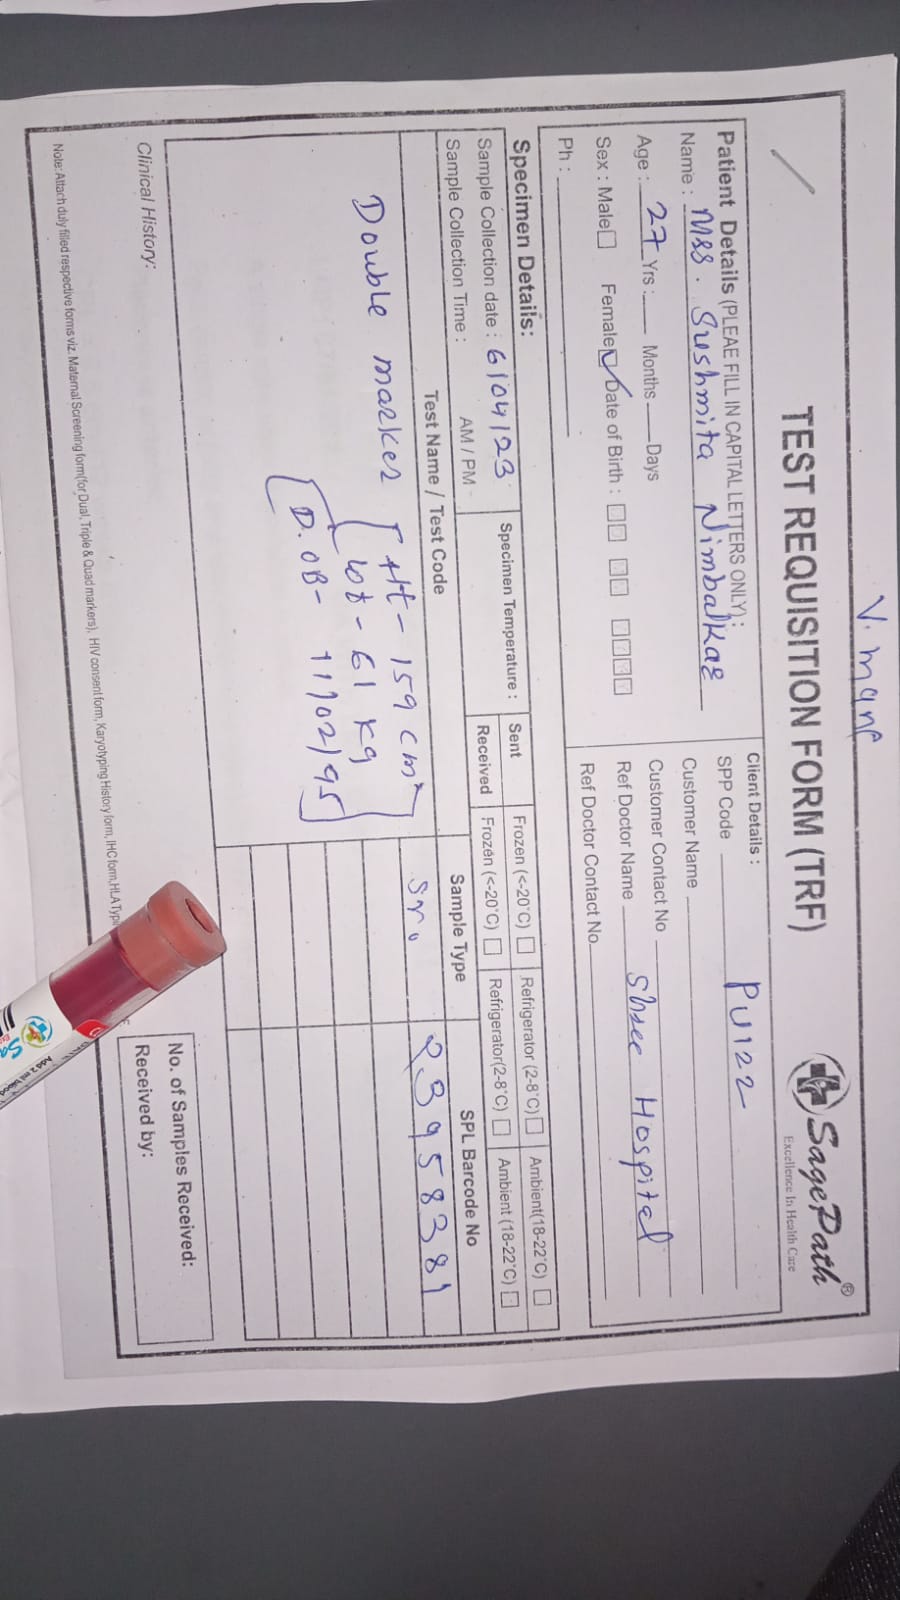 V. manp
TEST REQUISITION FORM (TRF)
SagePath®
Excellence In Health Care
Patient Details (PLEAE FILL IN CAPITAL LETTERS ONLY):
Name : Mrs. Sushmita Nimbalkar
Age : 27 Yrs : Months Days
Sex : Male Female Date of Birth :
Ph :
Client Details :
SPP Code PU122
Customer Name
Customer Contact No
Ref Doctor Name Shree Hospital
Ref Doctor Contact No
Specimen Details:
Sample Collection date : 6/04/23
Sample Collection Time : AM / PM
Specimen Temperature :
Sent Frozen (<-20°C) Refrigerator (2-8°C) Ambient(18-22°C)
Received Frozen (<-20°C) Refrigerator(2-8°C) Ambient (18-22°C)
Test Name / Test Code Sample Type SPL Barcode No
Double marker [Ht - 159 cm] Sr. 23958381
[wt - 61 kg]
[D.OB - 11/02/95]
Clinical History:
No. of Samples Received:
Received by:
Note: Attach duly filled respective forms viz. Maternal Screening form(for Dual, Triple & Quad markers), HIV consent form, Karyotyping History form, IHC form, HLA Typi
Add 2 ml blood